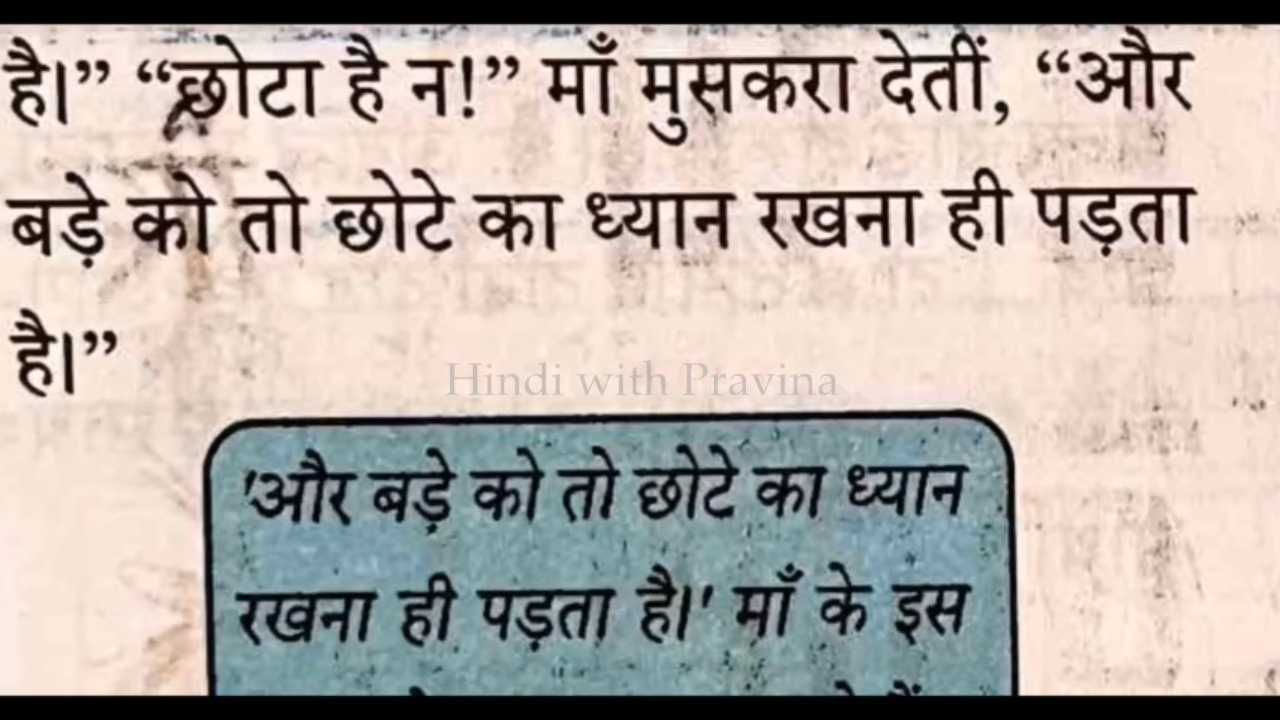 है।” “छोटा है न!” माँ मुसकरा देतीं, “और
बड़े को तो छोटे का ध्यान रखना ही पड़ता
है।”
Hindi with Pravina
'और बड़े को तो छोटे का ध्यान
रखना ही पड़ता है।' माँ के इस